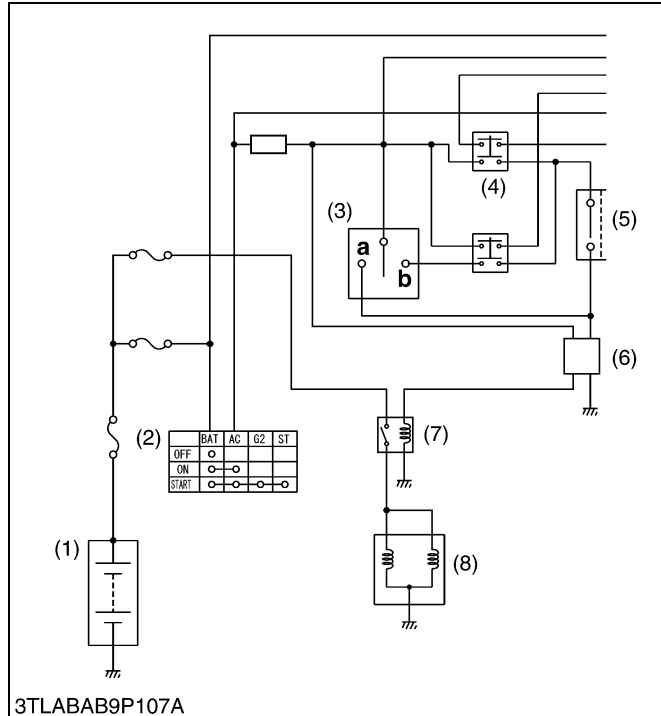 (4)
(3)
(5)
a
b
(6)
(7)
(2)
BAT AC G2 ST
OFF
ON
START
(1)
(8)
3TLABAB9P107A